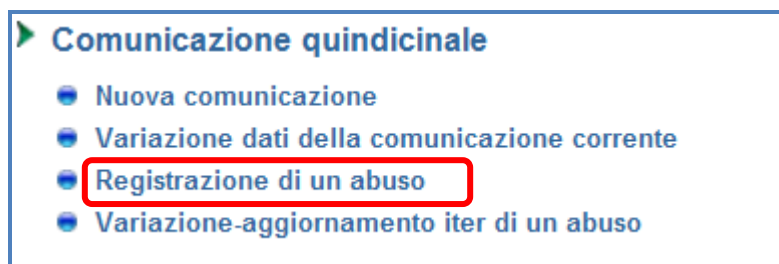 Comunicazione quindicinale
Nuova comunicazione
Variazione dati della comunicazione corrente
Registrazione di un abuso
Variazione-aggiornamento iter di un abuso